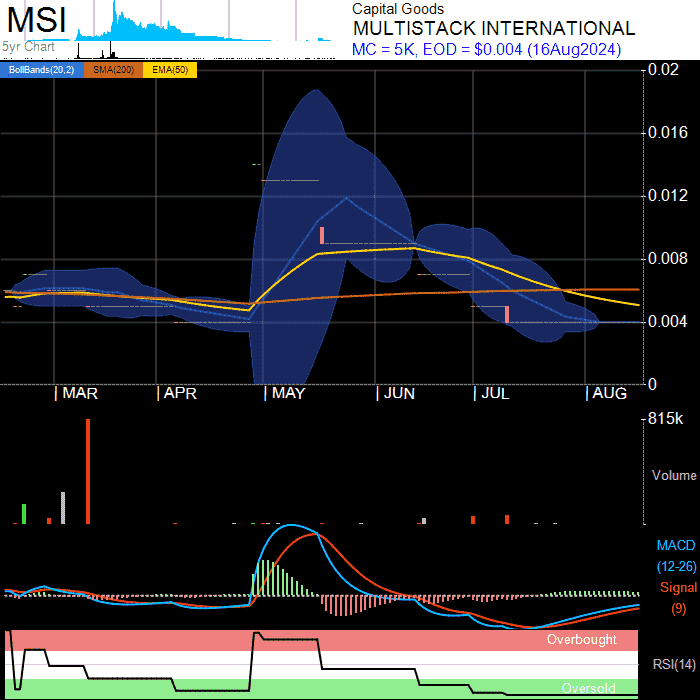 MSI
5yr Chart
Capital Goods
MULTISTACK INTERNATIONAL
MC = 5K, EOD = $0.004 (16Aug2024)
BollBands(20,2) SMA(200) EMA(50)
0.02
0.016
0.012
0.008
0.004
0
| MAR | APR | MAY | JUN | JUL | AUG
815k
Volume
MACD
(12-26)
Signal
(9)
Overbought
RSI(14)
Oversold